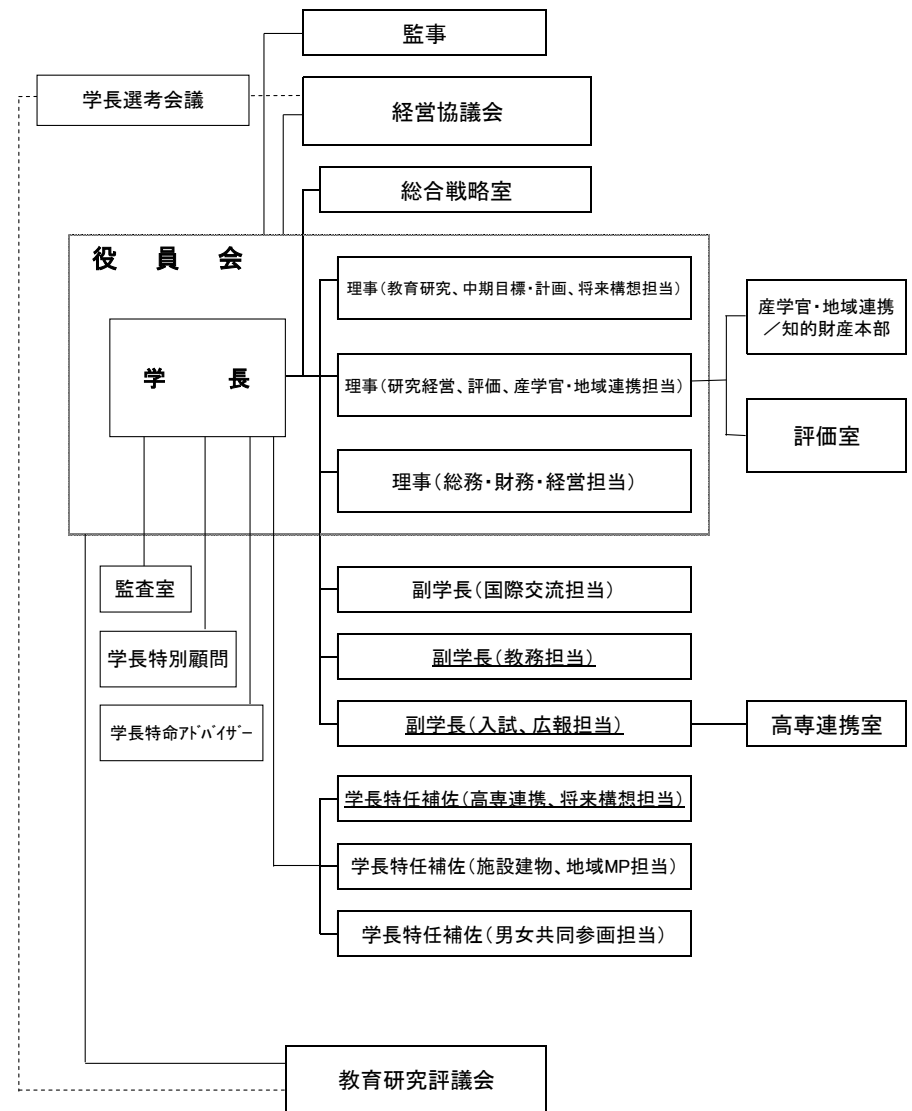 監事
学長選考会議
経営協議会
総合戦略室
役 員 会
理事(教育研究、中期目標・計画、将来構想担当)
産学官・地域連携
／知的財産本部
学 長
理事(研究経営、評価、産学官・地域連携担当)
評価室
理事(総務・財務・経営担当)
監査室
副学長(国際交流担当)
学長特別顧問
副学長(教務担当)
学長特命ｱﾄﾞﾊﾞｲｻﾞｰ
副学長(入試、広報担当)
高専連携室
学長特任補佐(高専連携、将来構想担当)
学長特任補佐(施設建物、地域MP担当)
学長特任補佐(男女共同参画担当)
教育研究評議会